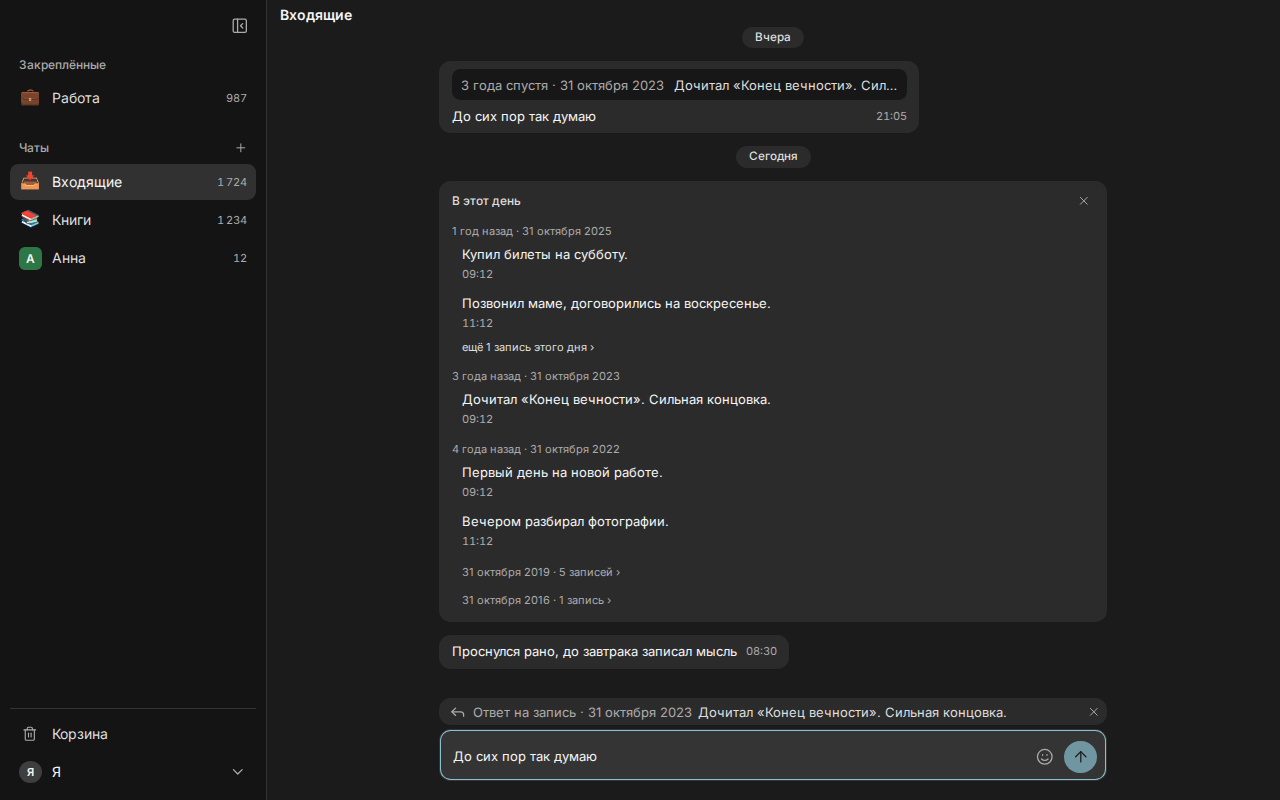 Входящие
Закреплённые
Работа 987
Чаты +
Входящие 1 724
Книги 1 234
А Анна 12
Корзина
Я Я
Вчера
3 года спустя · 31 октября 2023 Дочитал «Конец вечности». Сил...
До сих пор так думаю 21:05
Сегодня
В этот день
1 год назад · 31 октября 2025
Купил билеты на субботу.
09:12
Позвонил маме, договорились на воскресенье.
11:12
ещё 1 запись этого дня ›
3 года назад · 31 октября 2023
Дочитал «Конец вечности». Сильная концовка.
09:12
4 года назад · 31 октября 2022
Первый день на новой работе.
09:12
Вечером разбирал фотографии.
11:12
31 октября 2019 · 5 записей ›
31 октября 2016 · 1 запись ›
Проснулся рано, до завтрака записал мысль 08:30
Ответ на запись · 31 октября 2023 Дочитал «Конец вечности». Сильная концовка.
До сих пор так думаю